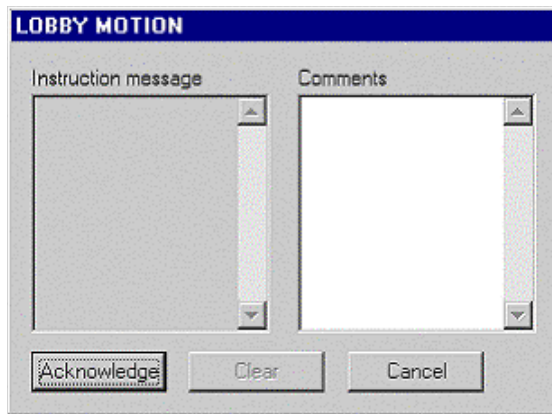 LOBBY MOTION
Instruction message
Comments
Acknowledge
Clear
Cancel